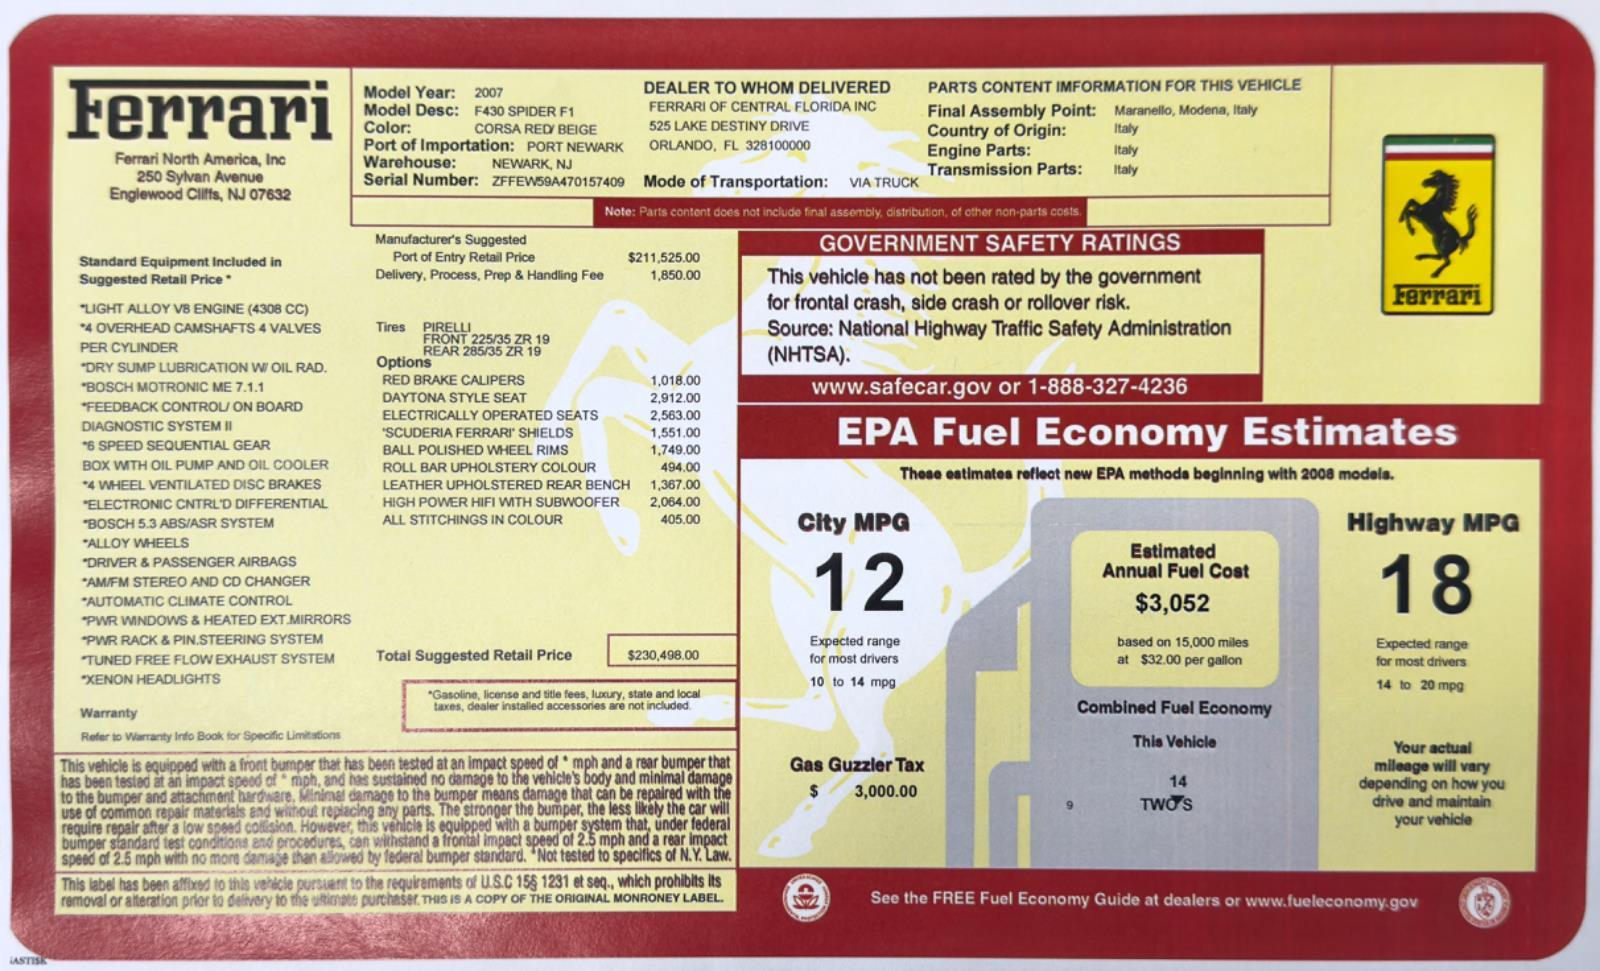 Ferrari
Ferrari North America, Inc
250 Sylvan Avenue
Englewood Cliffs, NJ 07632
Model Year: 2007
Model Desc: F430 SPIDER F1
Color: CORSA RED/ BEIGE
Port of Importation: PORT NEWARK
Warehouse: NEWARK, NJ
Serial Number: ZFFEW59A470157409
DEALER TO WHOM DELIVERED
FERRARI OF CENTRAL FLORIDA INC
525 LAKE DESTINY DRIVE
ORLANDO, FL 328100000
Mode of Transportation: VIA TRUCK
PARTS CONTENT IMFORMATION FOR THIS VEHICLE
Final Assembly Point: Maranello, Modena, Italy
Country of Origin: Italy
Engine Parts: Italy
Transmission Parts: Italy
Note: Parts content does not include final assembly, distribution, of other non-parts costs.
Ferrari
Standard Equipment Included in
Suggested Retail Price *
*LIGHT ALLOY V8 ENGINE (4308 CC)
*4 OVERHEAD CAMSHAFTS 4 VALVES
PER CYLINDER
*DRY SUMP LUBRICATION W/ OIL RAD.
*BOSCH MOTRONIC ME 7.1.1
*FEEDBACK CONTROL/ ON BOARD
DIAGNOSTIC SYSTEM II
*6 SPEED SEQUENTIAL GEAR
BOX WITH OIL PUMP AND OIL COOLER
*4 WHEEL VENTILATED DISC BRAKES
*ELECTRONIC CNTRL'D DIFFERENTIAL
*BOSCH 5.3 ABS/ASR SYSTEM
*ALLOY WHEELS
*DRIVER & PASSENGER AIRBAGS
*AM/FM STEREO AND CD CHANGER
*AUTOMATIC CLIMATE CONTROL
*PWR WINDOWS & HEATED EXT.MIRRORS
*PWR RACK & PIN.STEERING SYSTEM
*TUNED FREE FLOW EXHAUST SYSTEM
*XENON HEADLIGHTS
Warranty
Refer to Warranty Info Book for Specific Limitations
Manufacturer's Suggested
Port of Entry Retail Price $211,525.00
Delivery, Process, Prep & Handling Fee 1,850.00
Tires PIRELLI
FRONT 225/35 ZR 19
REAR 285/35 ZR 19
Options
RED BRAKE CALIPERS 1,018.00
DAYTONA STYLE SEAT 2,912.00
ELECTRICALLY OPERATED SEATS 2,563.00
'SCUDERIA FERRARI' SHIELDS 1,551.00
BALL POLISHED WHEEL RIMS 1,749.00
ROLL BAR UPHOLSTERY COLOUR 494.00
LEATHER UPHOLSTERED REAR BENCH 1,367.00
HIGH POWER HIFI WITH SUBWOOFER 2,064.00
ALL STITCHINGS IN COLOUR 405.00
Total Suggested Retail Price $230,498.00
*Gasoline, license and title fees, luxury, state and local
taxes, dealer installed accessories are not included.
This vehicle is equipped with a front bumper that has been tested at an impact speed of * mph and a rear bumper that
has been tested at an impact speed of * mph, and has sustained no damage to the vehicle's body and minimal damage
to the bumper and attachment hardware. Minimal damage to the bumper means damage that can be repaired with the
use of common repair materials and without replacing any parts. The stronger the bumper, the less likely the car will
require repair after a low speed collision. However, this vehicle is equipped with a bumper system that, under federal
bumper standard test conditions and procedures, can withstand a frontal impact speed of 2.5 mph and a rear impact
speed of 2.5 mph with no more damage than allowed by federal bumper standard. *Not tested to specifics of N.Y. Law.
This label has been affixed to this vehicle pursuant to the requirements of U.S.C 15§ 1231 et seq., which prohibits its
removal or alteration prior to delivery to the ultimate purchaser. THIS IS A COPY OF THE ORIGINAL MONRONEY LABEL.
GOVERNMENT SAFETY RATINGS
This vehicle has not been rated by the government
for frontal crash, side crash or rollover risk.
Source: National Highway Traffic Safety Administration
(NHTSA).
www.safecar.gov or 1-888-327-4236
EPA Fuel Economy Estimates
These estimates reflect new EPA methods beginning with 2008 models.
City MPG
12
Expected range
for most drivers
10 to 14 mpg
Gas Guzzler Tax
$ 3,000.00
Estimated
Annual Fuel Cost
$3,052
based on 15,000 miles
at $32.00 per gallon
Combined Fuel Economy
This Vehicle
14
9 TWO'S
Highway MPG
18
Expected range
for most drivers
14 to 20 mpg
Your actual
mileage will vary
depending on how you
drive and maintain
your vehicle
See the FREE Fuel Economy Guide at dealers or www.fueleconomy.gov